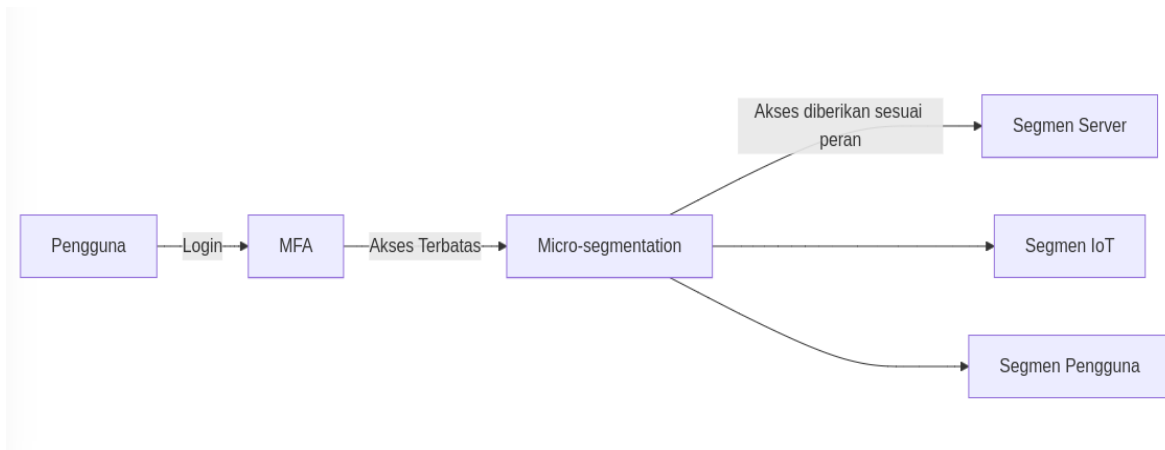 Akses diberikan sesuai
peran
Segmen Server
Pengguna
Login
MFA
Akses Terbatas
Micro-segmentation
Segmen IoT
Segmen Pengguna